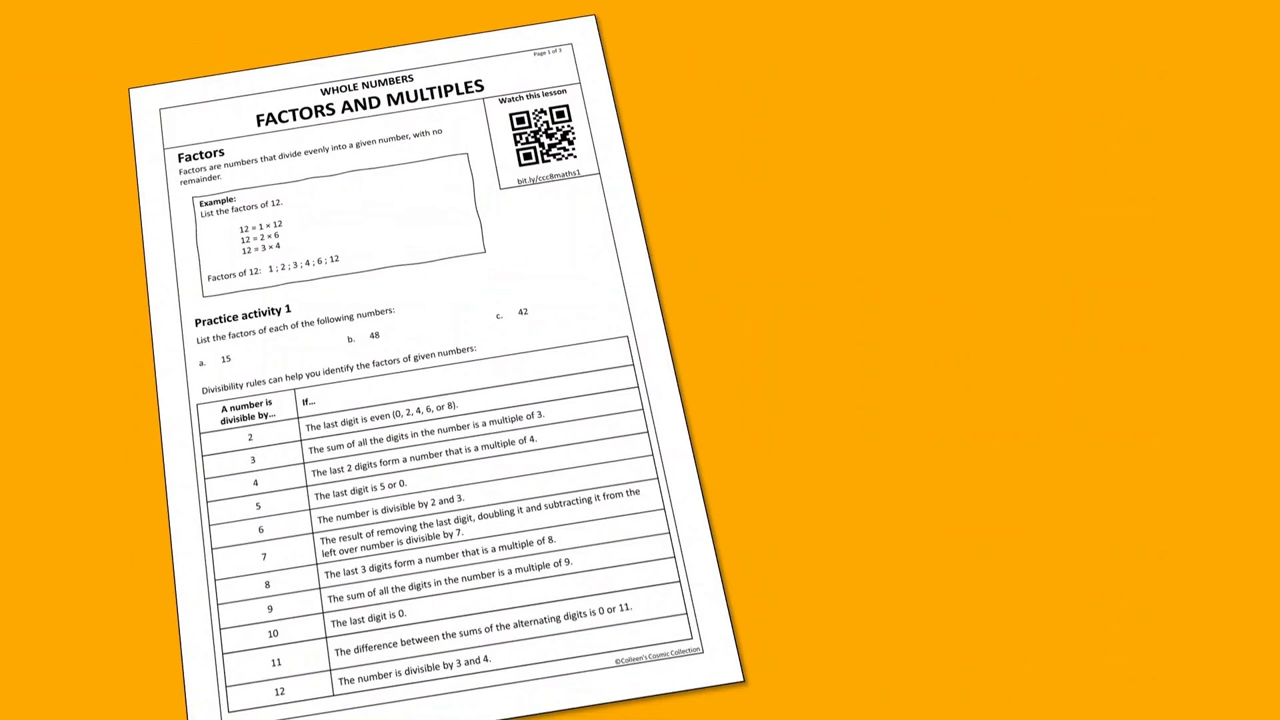 Page 1 of 3
WHOLE NUMBERS
FACTORS AND MULTIPLES
Watch this lesson
bit.ly/ccc8maths1
Factors
Factors are numbers that divide evenly into a given number, with no
remainder.
Example:
List the factors of 12.
12 = 1 × 12
12 = 2 × 6
12 = 3 × 4
Factors of 12: 1 ; 2 ; 3 ; 4 ; 6 ; 12
Practice activity 1
List the factors of each of the following numbers:
a. 15 b. 48 c. 42
Divisibility rules can help you identify the factors of given numbers:
A number is
divisible by...
If...
2 The last digit is even (0, 2, 4, 6, or 8).
3 The sum of all the digits in the number is a multiple of 3.
4 The last 2 digits form a number that is a multiple of 4.
5 The last digit is 5 or 0.
6 The number is divisible by 2 and 3.
7 The result of removing the last digit, doubling it and subtracting it from the
left over number is divisible by 7.
8 The last 3 digits form a number that is a multiple of 8.
9 The sum of all the digits in the number is a multiple of 9.
10 The last digit is 0.
11 The difference between the sums of the alternating digits is 0 or 11.
12 The number is divisible by 3 and 4.
©Colleen's Cosmic Collection